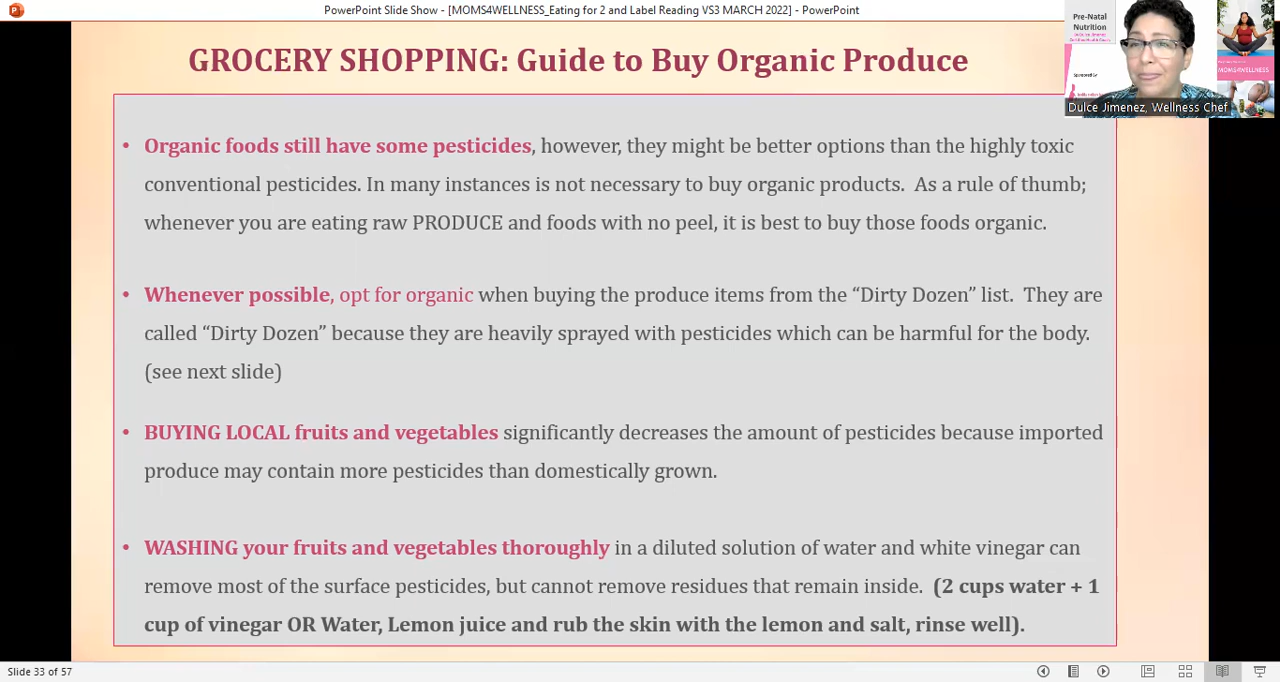 PowerPoint Slide Show - [MOMS4WELLNESS_Eating for 2 and Label Reading VS3 MARCH 2022] - PowerPoint
Pre-Natal
Nutrition
Sponsored by
MOMS4WELLNESS
Dulce Jimenez, Wellness Chef
GROCERY SHOPPING: Guide to Buy Organic Produce
• Organic foods still have some pesticides, however, they might be better options than the highly toxic
conventional pesticides. In many instances is not necessary to buy organic products.  As a rule of thumb;
whenever you are eating raw PRODUCE and foods with no peel, it is best to buy those foods organic.
• Whenever possible, opt for organic when buying the produce items from the “Dirty Dozen” list.  They are
called “Dirty Dozen” because they are heavily sprayed with pesticides which can be harmful for the body.
(see next slide)
• BUYING LOCAL fruits and vegetables significantly decreases the amount of pesticides because imported
produce may contain more pesticides than domestically grown.
• WASHING your fruits and vegetables thoroughly in a diluted solution of water and white vinegar can
remove most of the surface pesticides, but cannot remove residues that remain inside.  (2 cups water + 1
cup of vinegar OR Water, Lemon juice and rub the skin with the lemon and salt, rinse well).
Slide 33 of 57